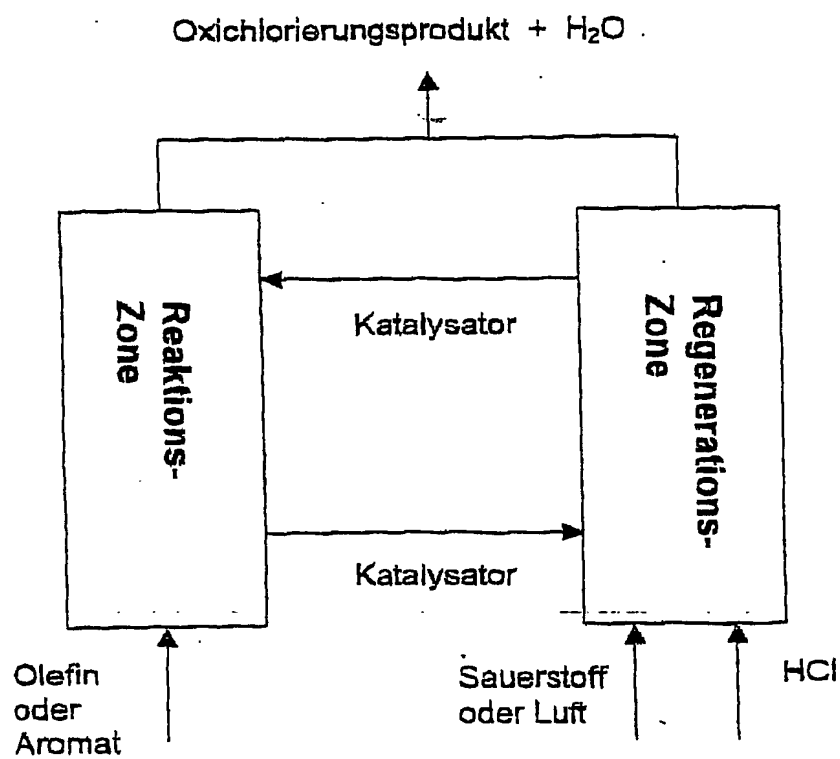 Oxichlorierungsprodukt + H₂O
Reaktions-
Zone
Katalysator
Regenerations-
Zone
Katalysator
Olefin
oder
Aromat
Sauerstoff
oder Luft
HCl